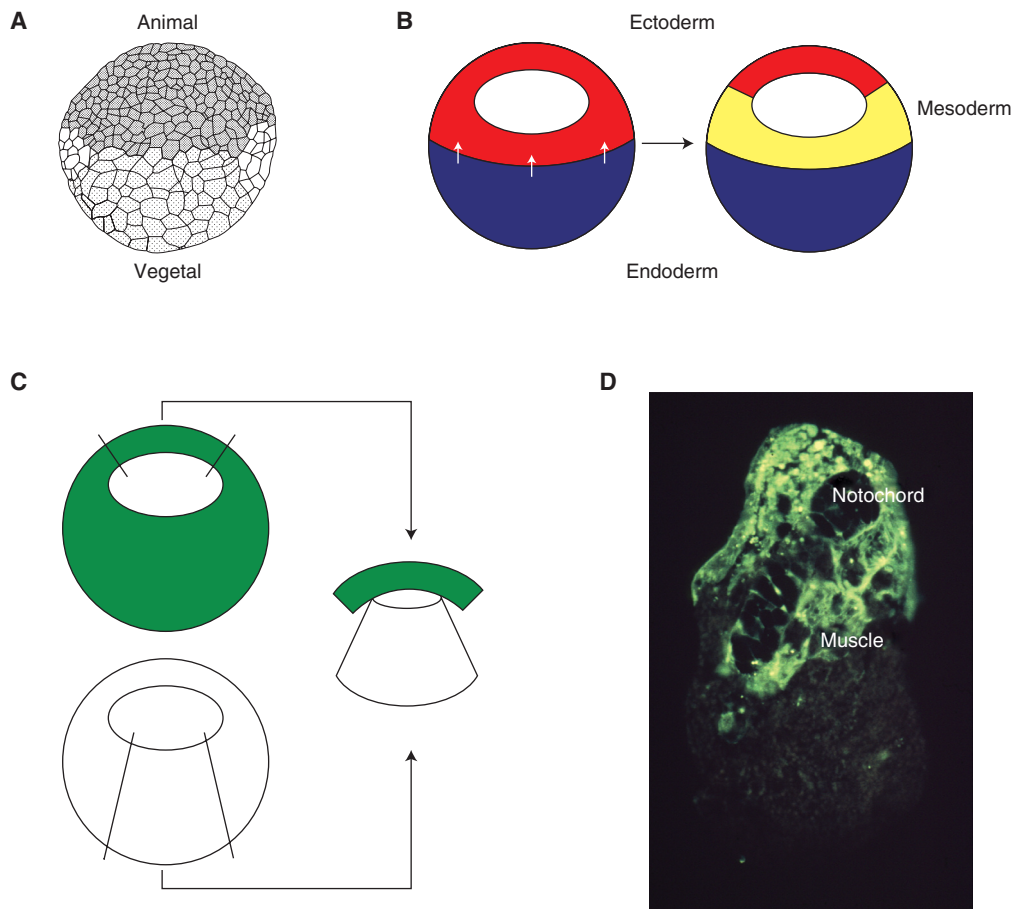 A
Animal
Vegetal
B
Ectoderm
Mesoderm
Endoderm
C
D
Notochord
Muscle